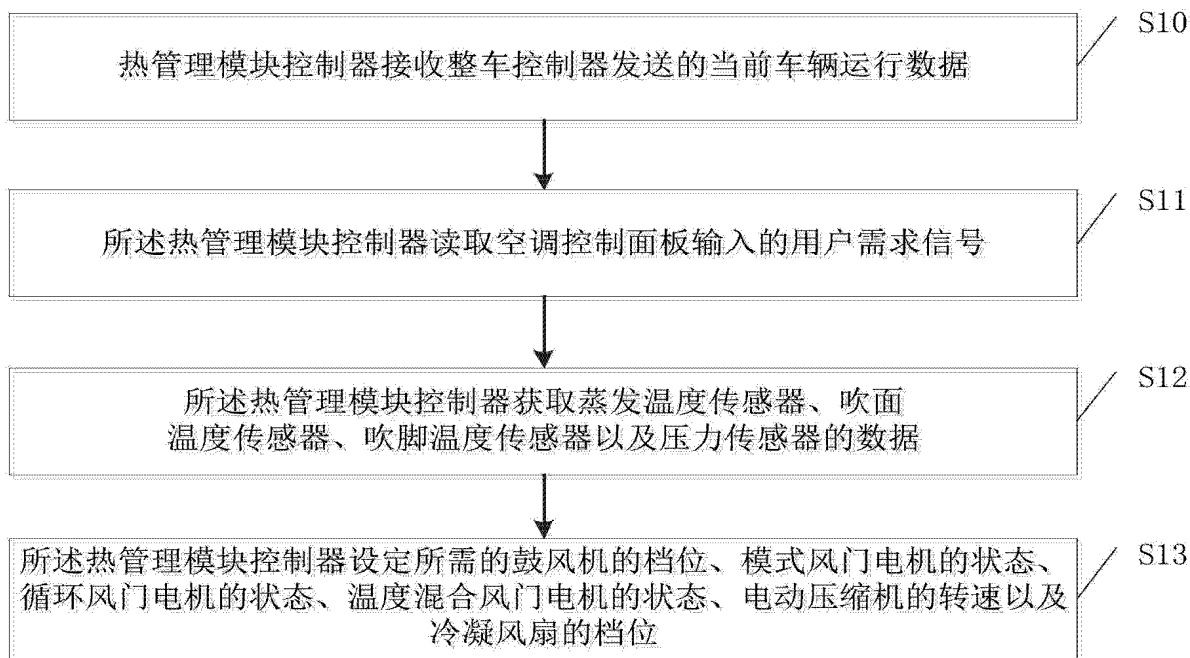 S10
热管理模块控制器接收整车控制器发送的当前车辆运行数据
S11
所述热管理模块控制器读取空调控制面板输入的用户需求信号
S12
所述热管理模块控制器获取蒸发温度传感器、吹面
温度传感器、吹脚温度传感器以及压力传感器的数据
S13
所述热管理模块控制器设定所需的鼓风机的档位、模式风门电机的状态、
循环风门电机的状态、温度混合风门电机的状态、电动压缩机的转速以及
冷凝风扇的档位